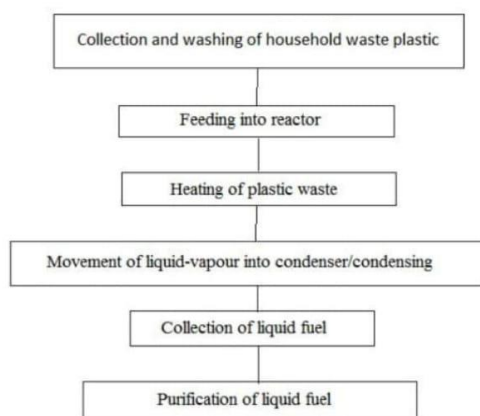 Collection and washing of household waste plastic
Feeding into reactor
Heating of plastic waste
Movement of liquid-vapour into condenser/condensing
Collection of liquid fuel
Purification of liquid fuel